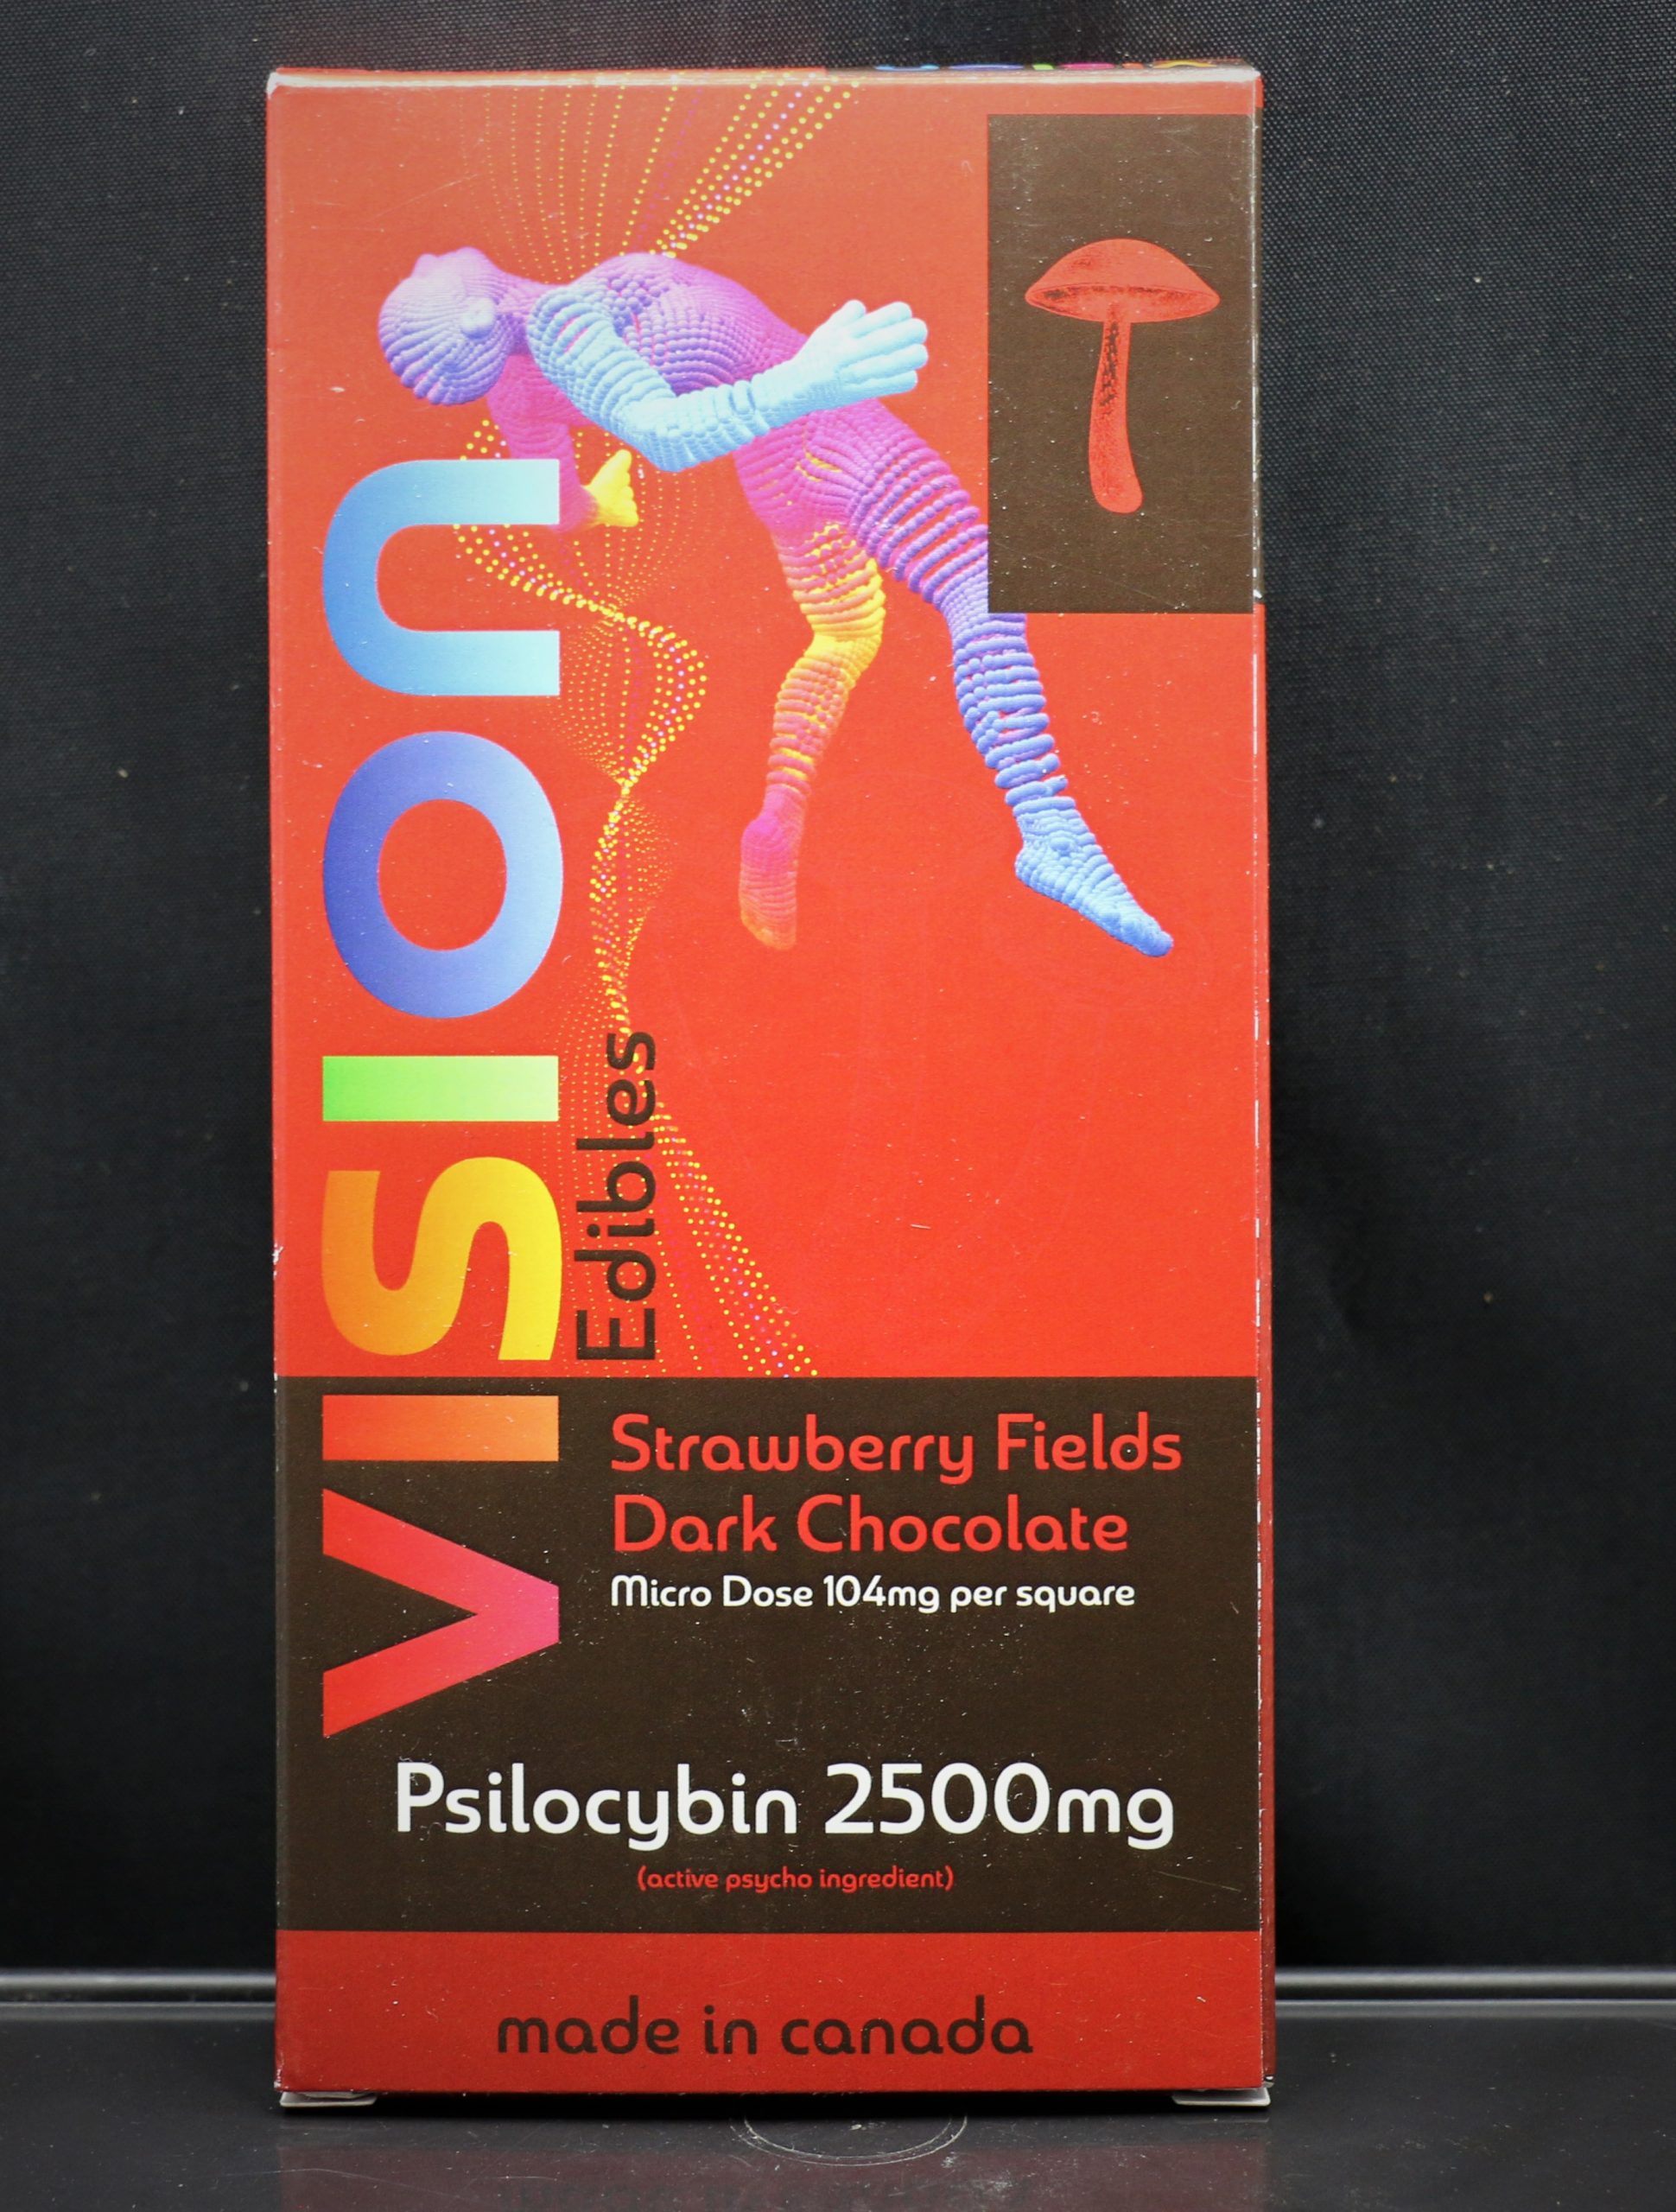 VISION
Edibles
Strawberry Fields
Dark Chocolate
Micro Dose 104mg per square
Psilocybin 2500mg
(active psycho ingredient)
made in canada